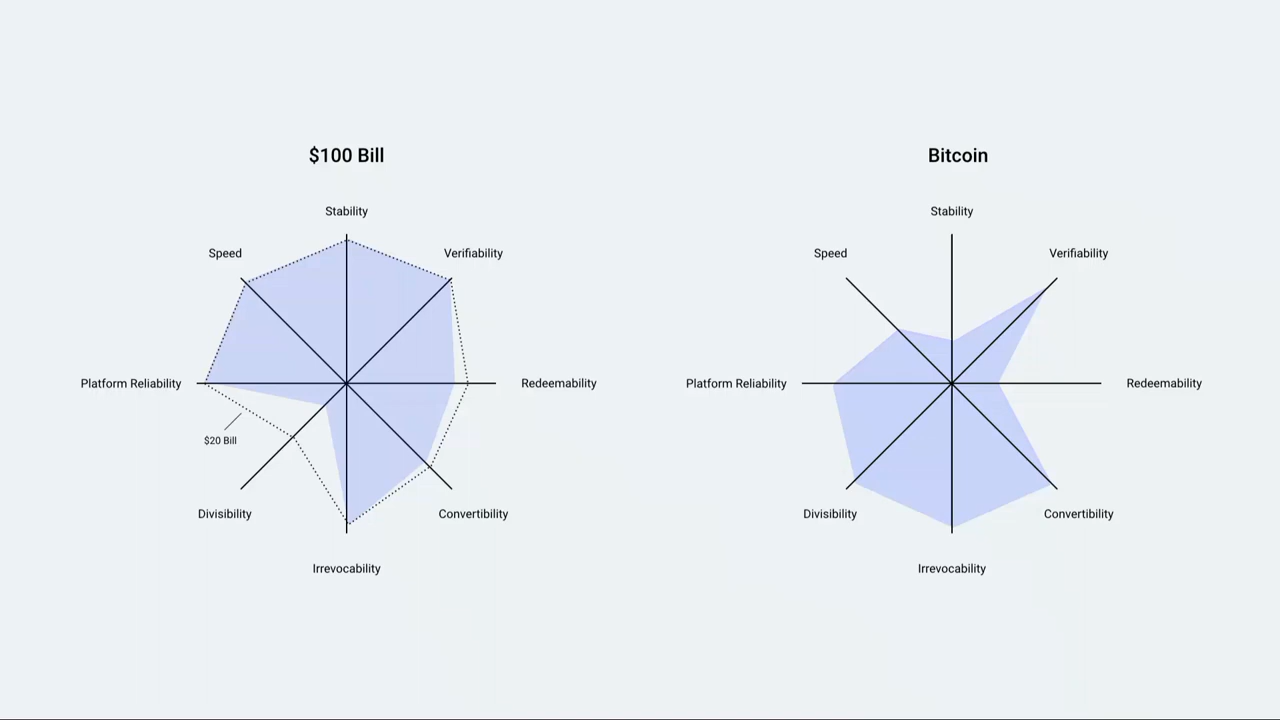 $100 Bill
Stability
Speed
Verifiability
Platform Reliability
Redeemability
$20 Bill
Divisibility
Convertibility
Irrevocability
Bitcoin
Stability
Speed
Verifiability
Platform Reliability
Redeemability
Divisibility
Convertibility
Irrevocability